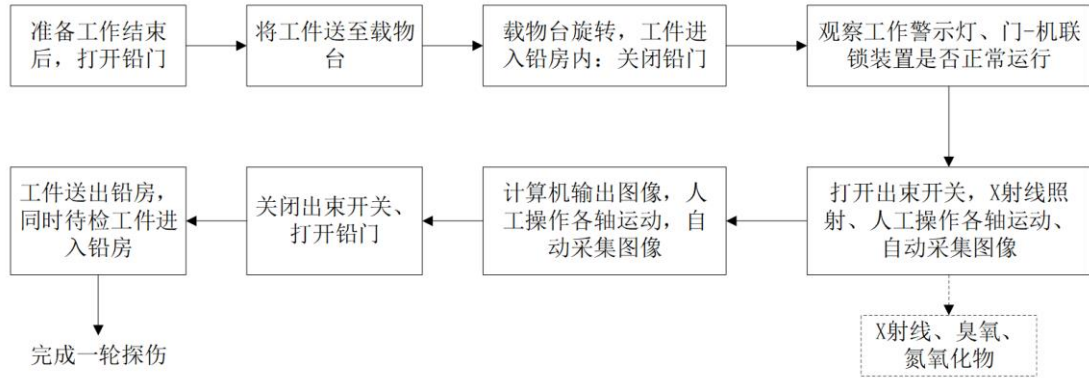 准备工作结束
后，打开铅门
将工件送至载物
台
载物台旋转，工件进
入铅房内：关闭铅门
观察工作警示灯、门-机联
锁装置是否正常运行
打开出束开关，X射线照
射、人工操作各轴运动、
自动采集图像
X射线、臭氧、
氮氧化物
计算机输出图像，人
工操作各轴运动，自
动采集图像
关闭出束开关、
打开铅门
工件送出铅房，
同时待检工件进
入铅房
完成一轮探伤